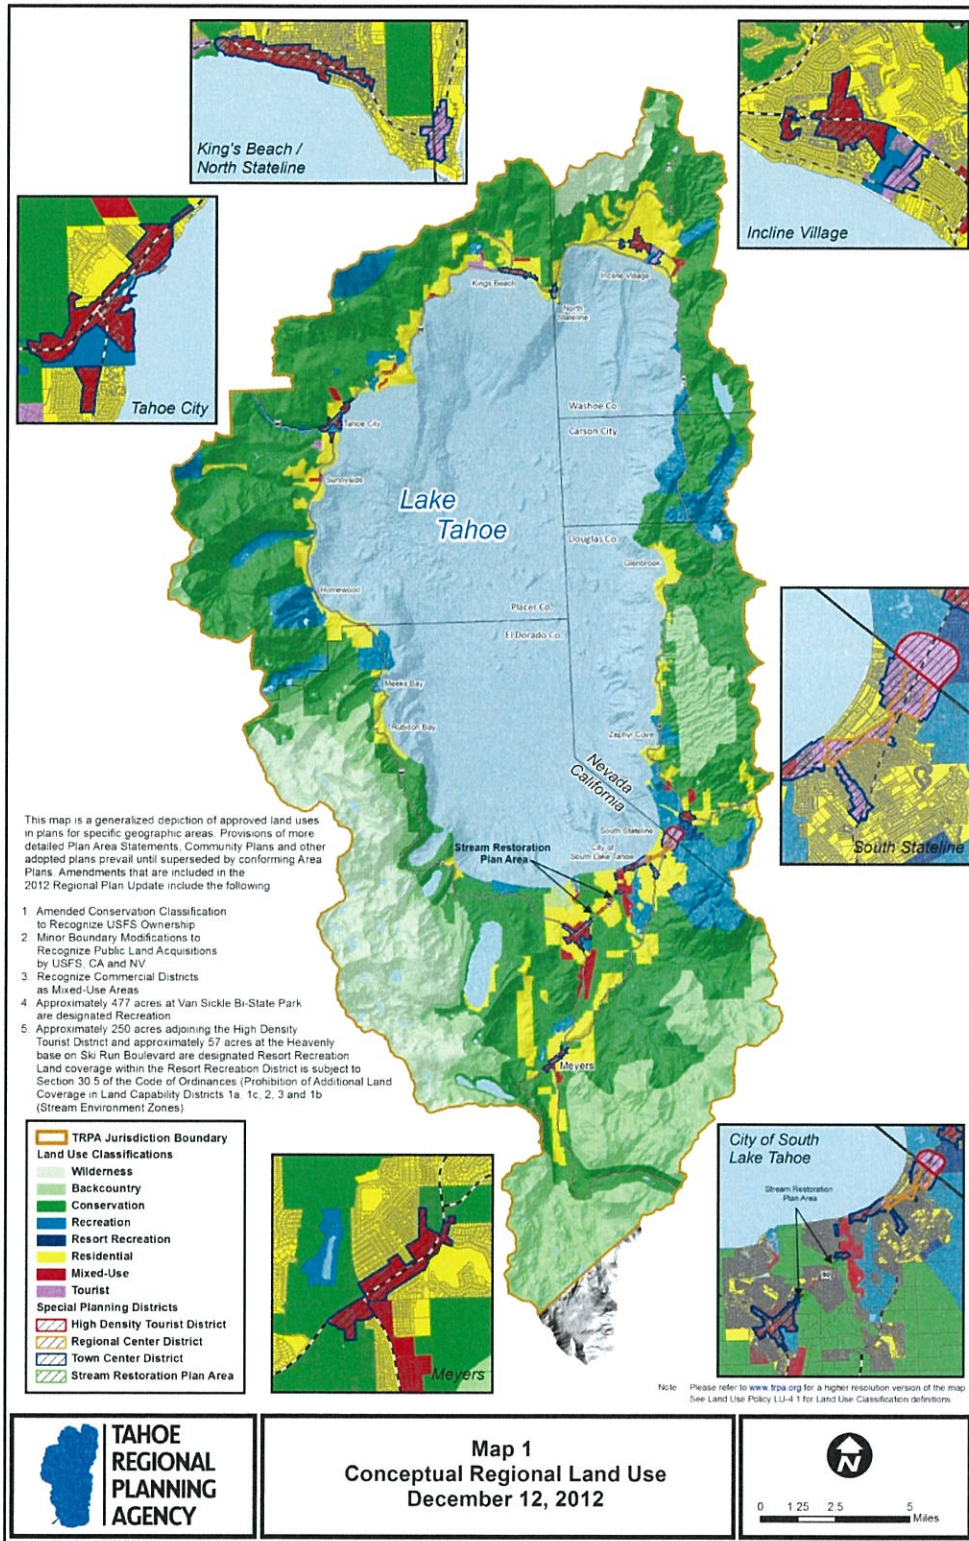 King's Beach /
North Stateline
Incline Village
Tahoe City
Kings Beach
Incline Village
North
Stateline
Washoe Co.
Carson City
Tahoe City
Sunnyside
Lake
Tahoe
Douglas Co.
Glenbrook
Homewood
Placer Co.
El Dorado Co.
Meeks Bay
Rubicon Bay
Zephyr Cove
Nevada
California
South Stateline
South Stateline
City of
South Lake Tahoe
Stream Restoration
Plan Area
Meyers
This map is a generalized depiction of approved land uses
in plans for specific geographic areas. Provisions of more
detailed Plan Area Statements, Community Plans and other
adopted plans prevail until superseded by conforming Area
Plans. Amendments that are included in the
2012 Regional Plan Update include the following
1 Amended Conservation Classification
to Recognize USFS Ownership
2 Minor Boundary Modifications to
Recognize Public Land Acquisitions
by USFS, CA and NV
3. Recognize Commercial Districts
as Mixed-Use Areas
4. Approximately 477 acres at Van Sickle Bi-State Park
are designated Recreation
5. Approximately 250 acres adjoining the High Density
Tourist District and approximately 57 acres at the Heavenly
base on Ski Run Boulevard are designated Resort Recreation
Land coverage within the Resort Recreation District is subject to
Section 30.5 of the Code of Ordinances (Prohibition of Additional Land
Coverage in Land Capability Districts 1a, 1c, 2, 3 and 1b
(Stream Environment Zones)
TRPA Jurisdiction Boundary
Land Use Classifications
Wilderness
Backcountry
Conservation
Recreation
Resort Recreation
Residential
Mixed-Use
Tourist
Special Planning Districts
High Density Tourist District
Regional Center District
Town Center District
Stream Restoration Plan Area
Meyers
City of South
Lake Tahoe
Stream Restoration
Plan Area
Note Please refer to www.trpa.org for a higher resolution version of the map
See Land Use Policy LU-4.1 for Land Use Classification definitions
TAHOE
REGIONAL
PLANNING
AGENCY
Map 1
Conceptual Regional Land Use
December 12, 2012
N
0 1.25 2.5 5
Miles